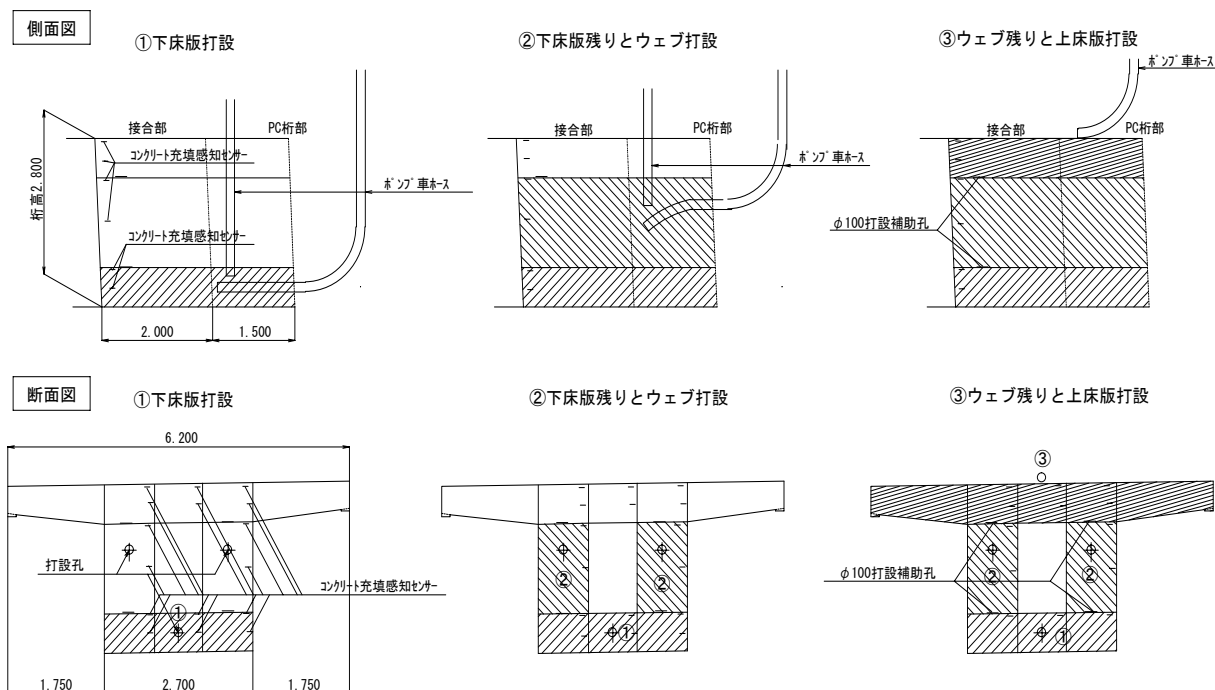 側面図
①下床版打設
②下床版残りとウェブ打設
③ウェブ残りと上床版打設
ﾎﾟﾝﾌﾟ車ﾎｰｽ
接合部
PC桁部
接合部
PC桁部
接合部
PC桁部
ｺﾝｸﾘｰﾄ充填感知ｾﾝｻｰ
ﾎﾟﾝﾌﾟ車ﾎｰｽ
ﾎﾟﾝﾌﾟ車ﾎｰｽ
桁高2.800
φ100打設補助孔
ｺﾝｸﾘｰﾄ充填感知ｾﾝｻｰ
2.000
1.500
断面図
①下床版打設
②下床版残りとウェブ打設
③ウェブ残りと上床版打設
6.200
③
打設孔
ｺﾝｸﾘｰﾄ充填感知ｾﾝｻｰ
①
②
②
①
φ100打設補助孔
②
②
①
1.750
2.700
1.750